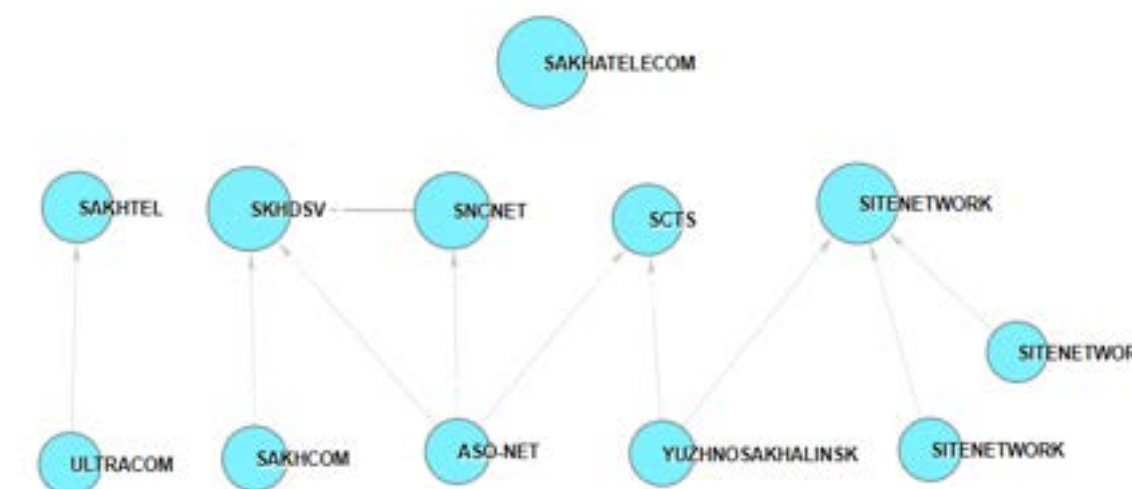 SAKHATELECOM
SAKHTEL
SKHDSV
SNCNET
SCTS
SITENETWORK
SITENETWOR
ULTRACOM
SAKHCOM
ASO-NET
YUZHNOSAKHALINSK
SITENETWORK